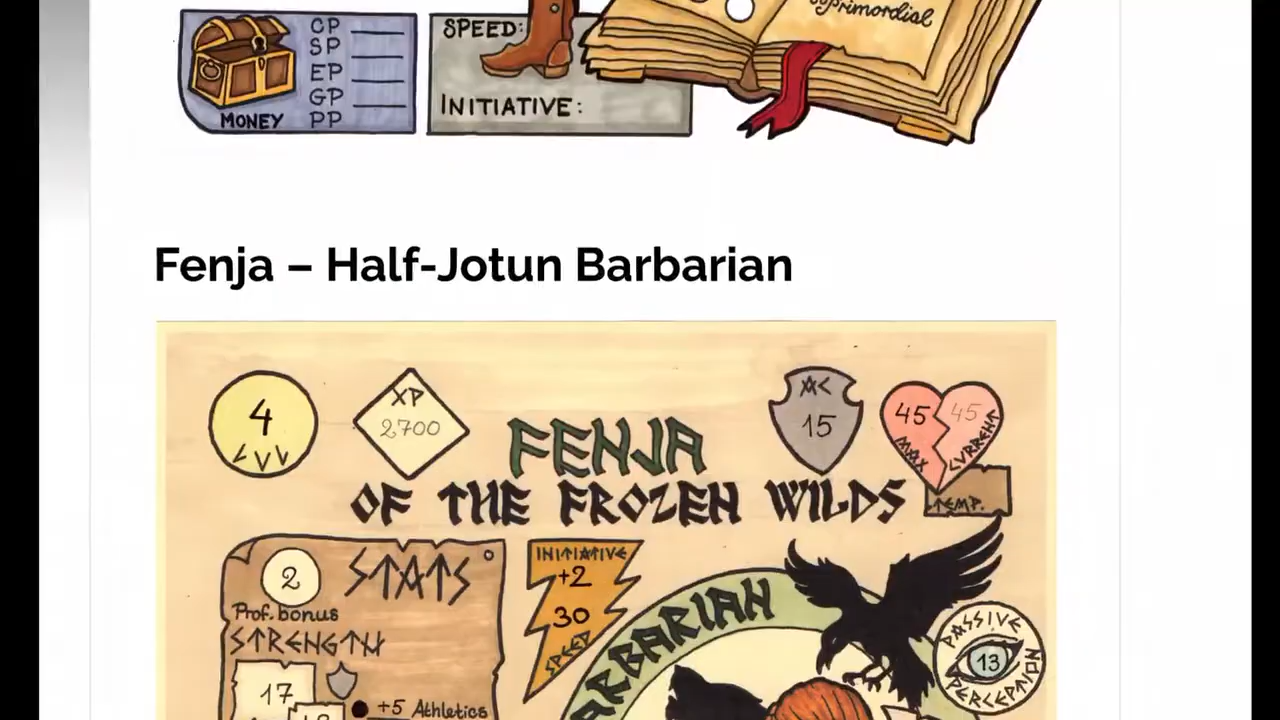 Primordial
CP
SP
EP
GP
PP
MONEY
SPEED:
INITIATIVE:
Fenja – Half-Jotun Barbarian
4
LVL
XP
2700
AC
15
45
MAX
45
CURRENT
TEMP.
FENJA
OF THE FROZEN WILDS
2
Prof. bonus
STATS
STRENGTH
17
+5 Athletics
INITIATIVE
+2
30
SPEED
BARBARIAN
PASSIVE
13
PERCEPTION